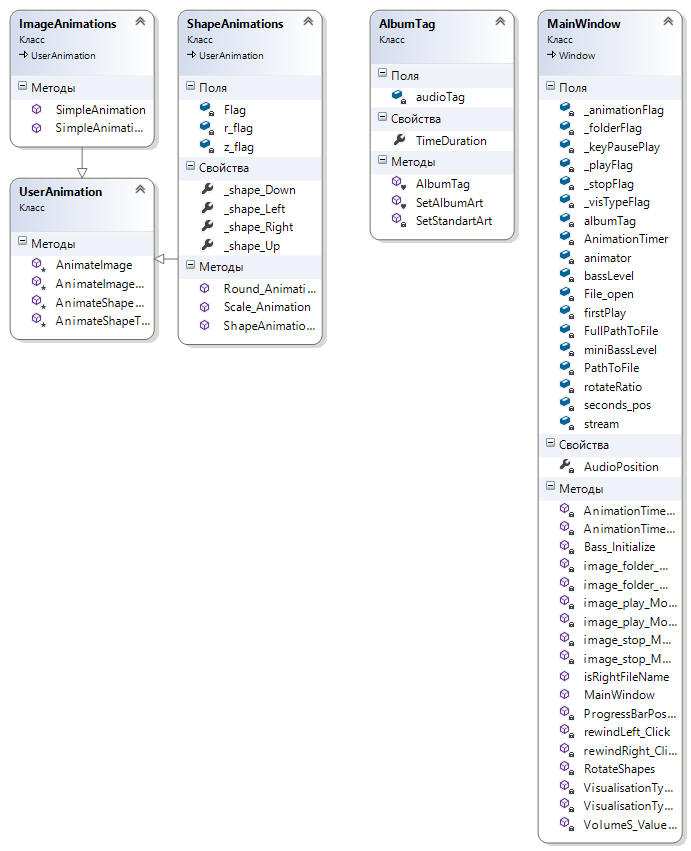 ImageAnimations
Класс
UserAnimation
Методы
SimpleAnimation
SimpleAnimati...
UserAnimation
Класс
Методы
AnimateImage
AnimateImage...
AnimateShape...
AnimateShapeT...
ShapeAnimations
Класс
UserAnimation
Поля
Flag
r_flag
z_flag
Свойства
_shape_Down
_shape_Left
_shape_Right
_shape_Up
Методы
Round_Animati...
Scale_Animation
ShapeAnimatio...
AlbumTag
Класс
Поля
audioTag
Свойства
TimeDuration
Методы
AlbumTag
SetAlbumArt
SetStandartArt
MainWindow
Класс
Window
Поля
_animationFlag
_folderFlag
_keyPausePlay
_playFlag
_stopFlag
_visTypeFlag
albumTag
AnimationTimer
animator
bassLevel
File_open
firstPlay
FullPathToFile
miniBassLevel
PathToFile
rotateRatio
seconds_pos
stream
Свойства
AudioPosition
Методы
AnimationTime...
AnimationTime...
Bass_Initialize
image_folder_...
image_folder_...
image_play_Mo...
image_play_Mo...
image_stop_M...
image_stop_M...
isRightFileName
MainWindow
ProgressBarPos...
rewindLeft_Click
rewindRight_Cli...
RotateShapes
VisualisationTy...
VisualisationTy...
VolumeS_Value...